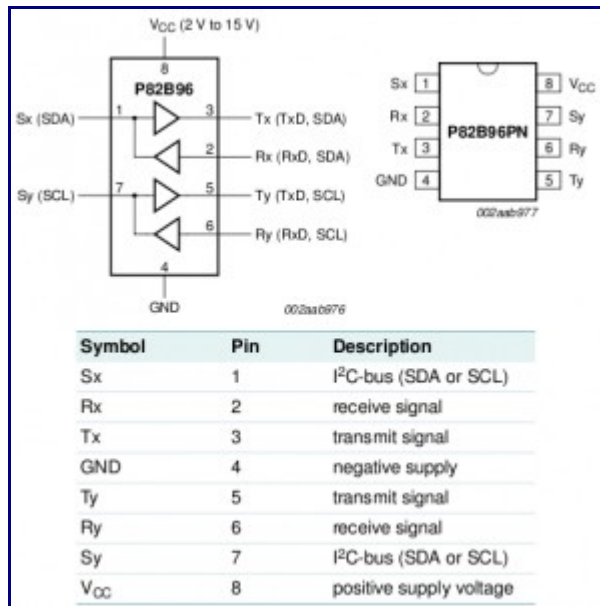 VCC (2 V to 15 V)
8
P82B96
Sx (SDA) 1 3 Tx (TxD, SDA)
2 Rx (RxD, SDA)
Sy (SCL) 7 5 Ty (TxD, SCL)
6 Ry (RxD, SCL)
4
GND
002aab976
Sx 1 8 VCC
Rx 2 7 Sy
P82B96PN
Tx 3 6 Ry
GND 4 5 Ty
002aab977
Symbol Pin Description
Sx 1 I²C-bus (SDA or SCL)
Rx 2 receive signal
Tx 3 transmit signal
GND 4 negative supply
Ty 5 transmit signal
Ry 6 receive signal
Sy 7 I²C-bus (SDA or SCL)
VCC 8 positive supply voltage